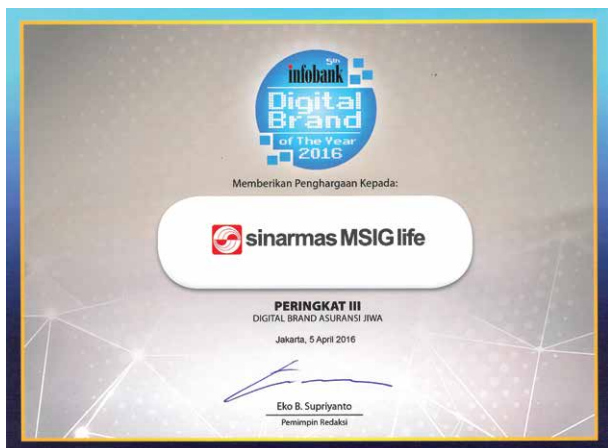 5th
infobank
Digital
Brand
of The Year
2016
Memberikan Penghargaan Kepada:
sinarmas MSIG life
PERINGKAT III
DIGITAL BRAND ASURANSI JIWA
Jakarta, 5 April 2016
Eko B. Supriyanto
Pemimpin Redaksi